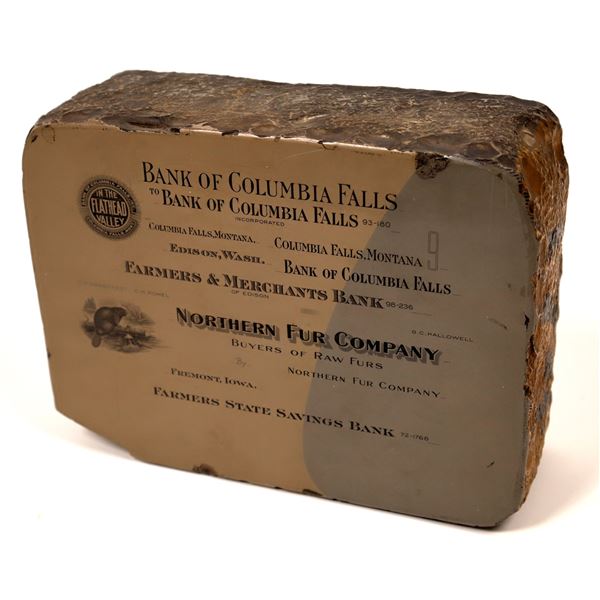 BANK OF COLUMBIA FALLS
IN THE
FLATHEAD
VALLEY
TO BANK OF COLUMBIA FALLS 93-180
INCORPORATED
COLUMBIA FALLS, MONTANA,
COLUMBIA FALLS, MONTANA 9
EDISON, WASH.
BANK OF COLUMBIA FALLS
FARMERS & MERCHANTS BANK 98-236
OF EDISON
G.C. HALLOWELL
NORTHERN FUR COMPANY
BUYERS OF RAW FURS
By
NORTHERN FUR COMPANY
FREMONT, IOWA.
FARMERS STATE SAVINGS BANK 72-1766